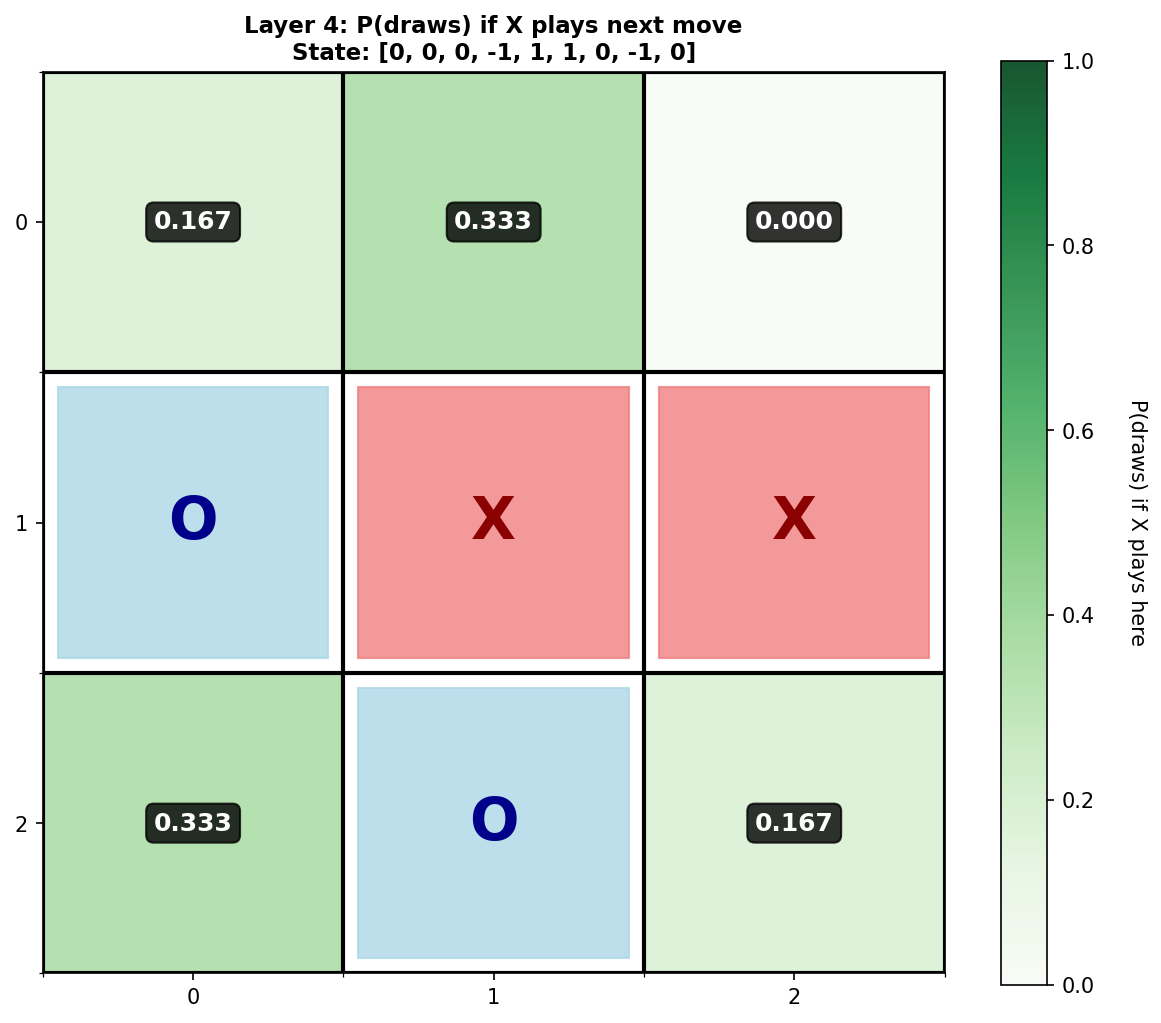 Layer 4: P(draws) if X plays next move
State: [0, 0, 0, -1, 1, 1, 0, -1, 0]
0.167 0.333 0.000
0
O X X
1
0.333 O 0.167
2
0 1 2
1.0
0.8
0.6
0.4
0.2
0.0
P(draws) if X plays here